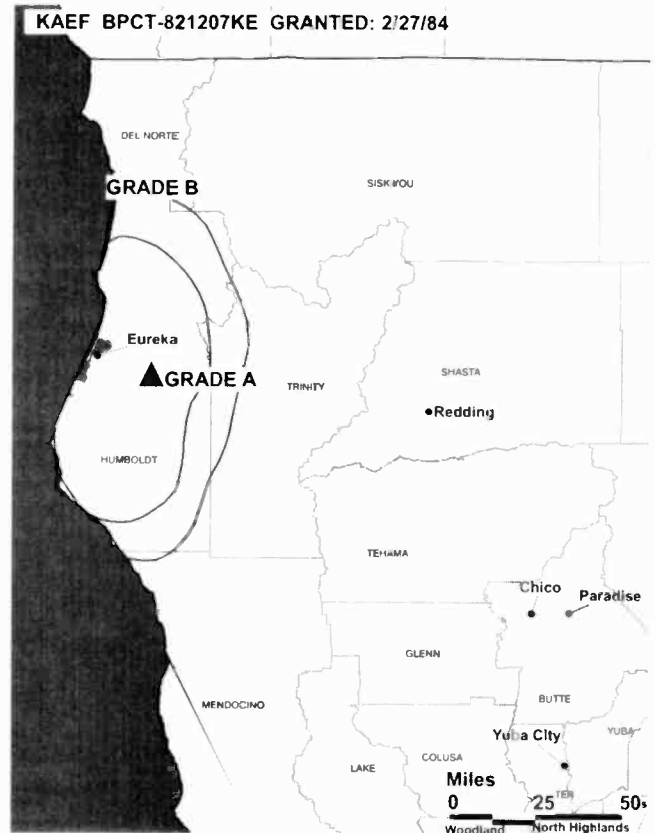 KAEF BPCT-821207KE GRANTED: 2/27/84
DEL NORTE
GRADE B
SISKIYOU
Eureka
GRADE A
TRINITY
SHASTA
Redding
HUMBOLDT
TEHAMA
Chico
Paradise
GLENN
MENDOCINO
BUTTE
YUBA
Yuba City
LAKE
COLUSA
Miles
TER
0 25 50
Woodland North Highlands